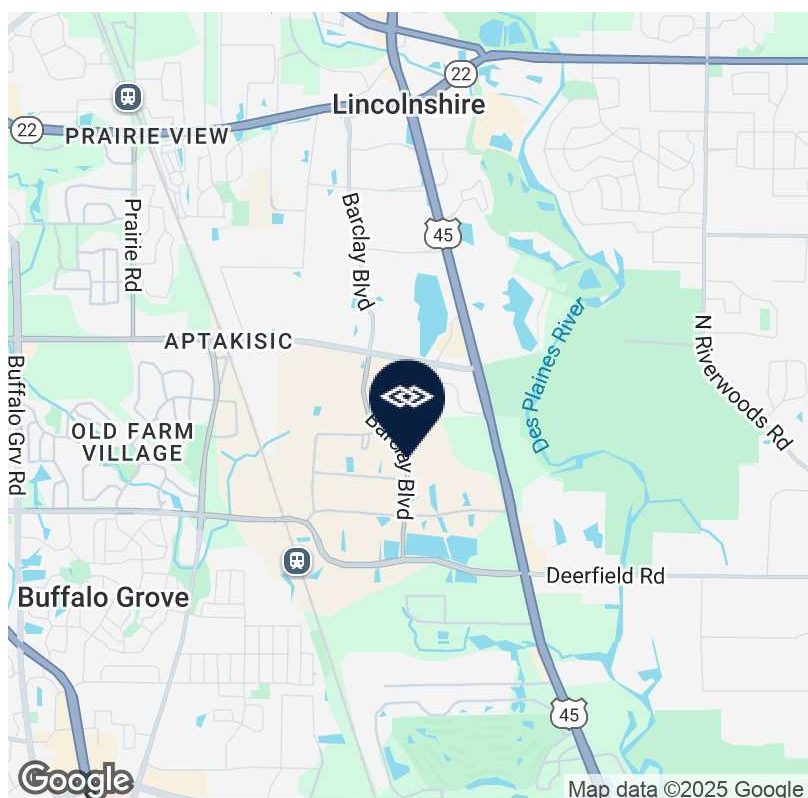 22
Lincolnshire
22
PRAIRIE VIEW
Prairie Rd
Barclay Blvd
45
Des Plaines River
N Riverwoods Rd
APTAKISIC
Buffalo Grv Rd
OLD FARM
VILLAGE
Barclay Blvd
Deerfield Rd
Buffalo Grove
45
Google
Map data ©2025 Google